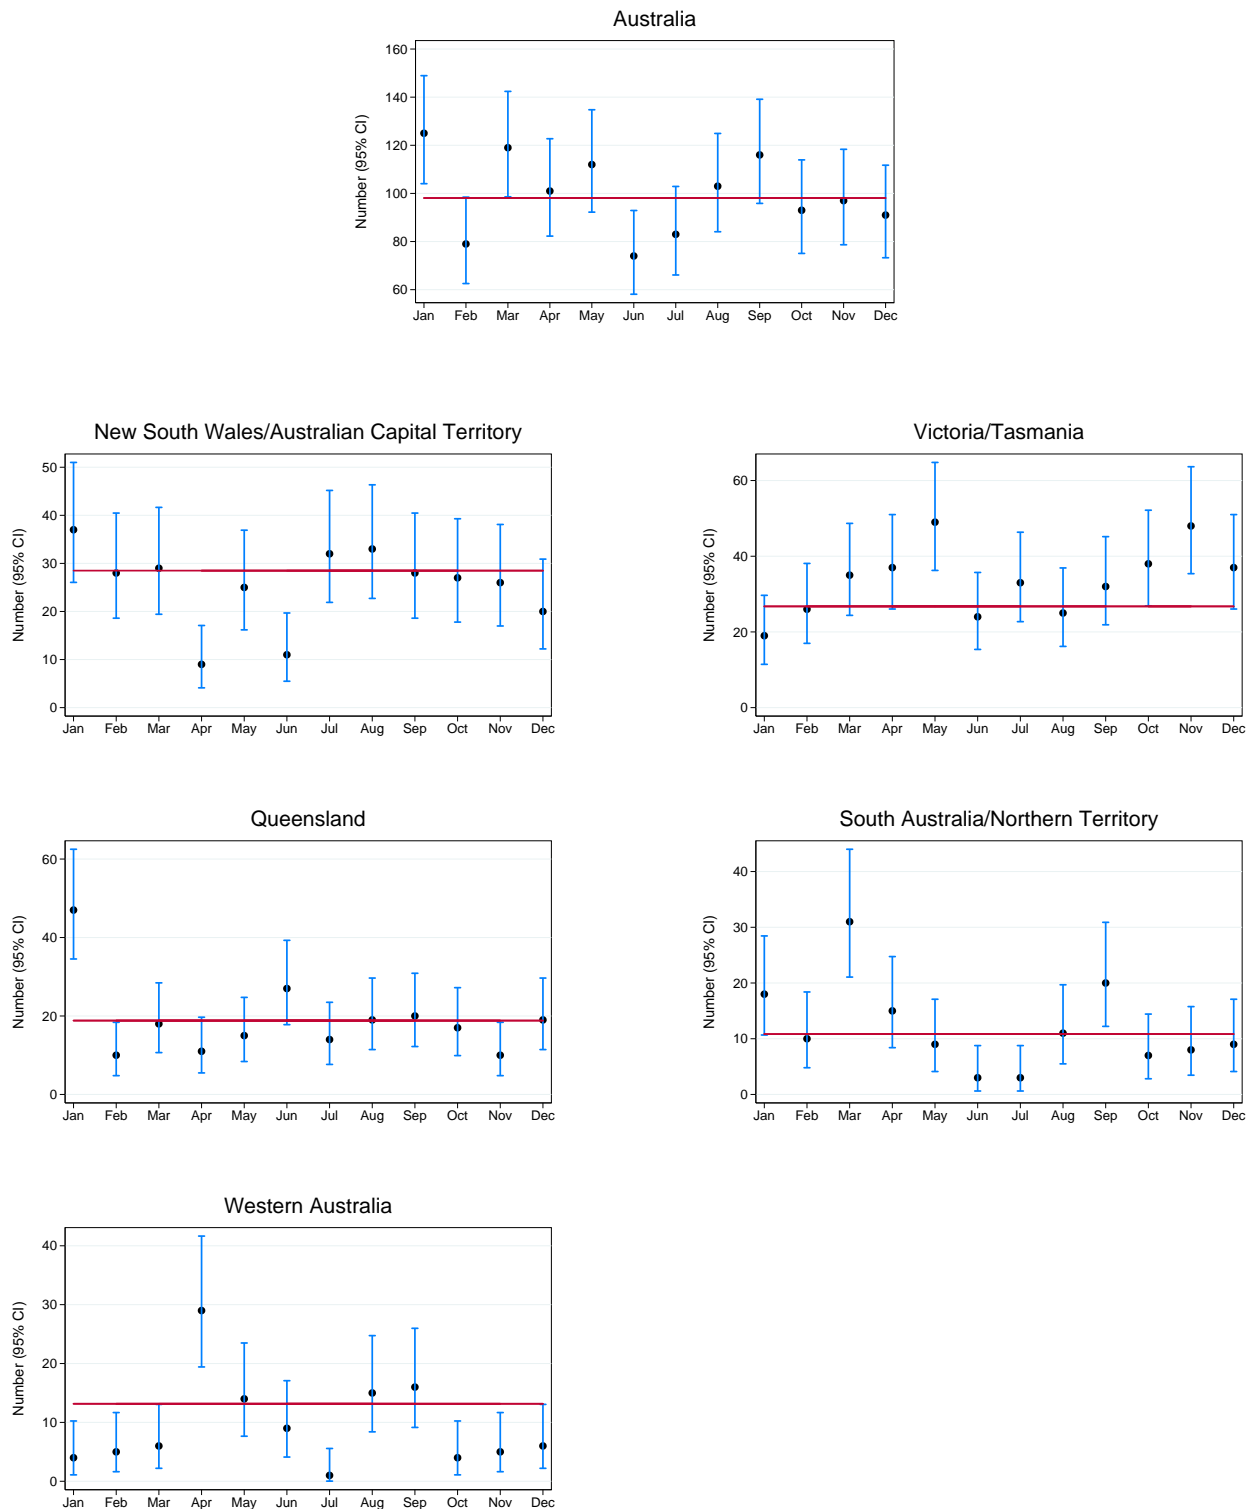 Australia
160
140
120
100
80
60
Number (95% CI)
Jan Feb Mar Apr May Jun Jul Aug Sep Oct Nov Dec
New South Wales/Australian Capital Territory
50
40
30
20
10
0
Number (95% CI)
Jan Feb Mar Apr May Jun Jul Aug Sep Oct Nov Dec
Victoria/Tasmania
60
40
20
0
Number (95% CI)
Jan Feb Mar Apr May Jun Jul Aug Sep Oct Nov Dec
Queensland
60
40
20
0
Number (95% CI)
Jan Feb Mar Apr May Jun Jul Aug Sep Oct Nov Dec
South Australia/Northern Territory
40
30
20
10
0
Number (95% CI)
Jan Feb Mar Apr May Jun Jul Aug Sep Oct Nov Dec
Western Australia
40
30
20
10
0
Number (95% CI)
Jan Feb Mar Apr May Jun Jul Aug Sep Oct Nov Dec